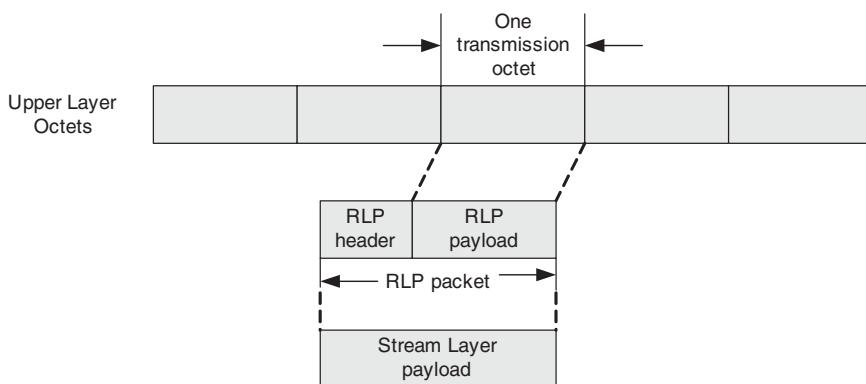 One
transmission
octet
Upper Layer
Octets
RLP
header
RLP
payload
RLP packet
Stream Layer
payload